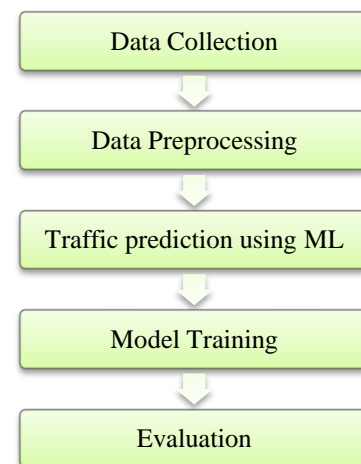 Data Collection
Data Preprocessing
Traffic prediction using ML
Model Training
Evaluation